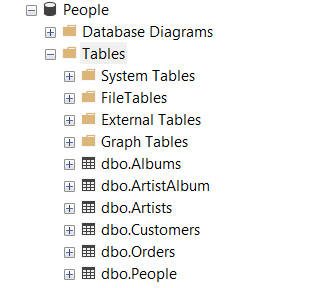 People
Database Diagrams
Tables
System Tables
FileTables
External Tables
Graph Tables
dbo.Albums
dbo.ArtistAlbum
dbo.Artists
dbo.Customers
dbo.Orders
dbo.People